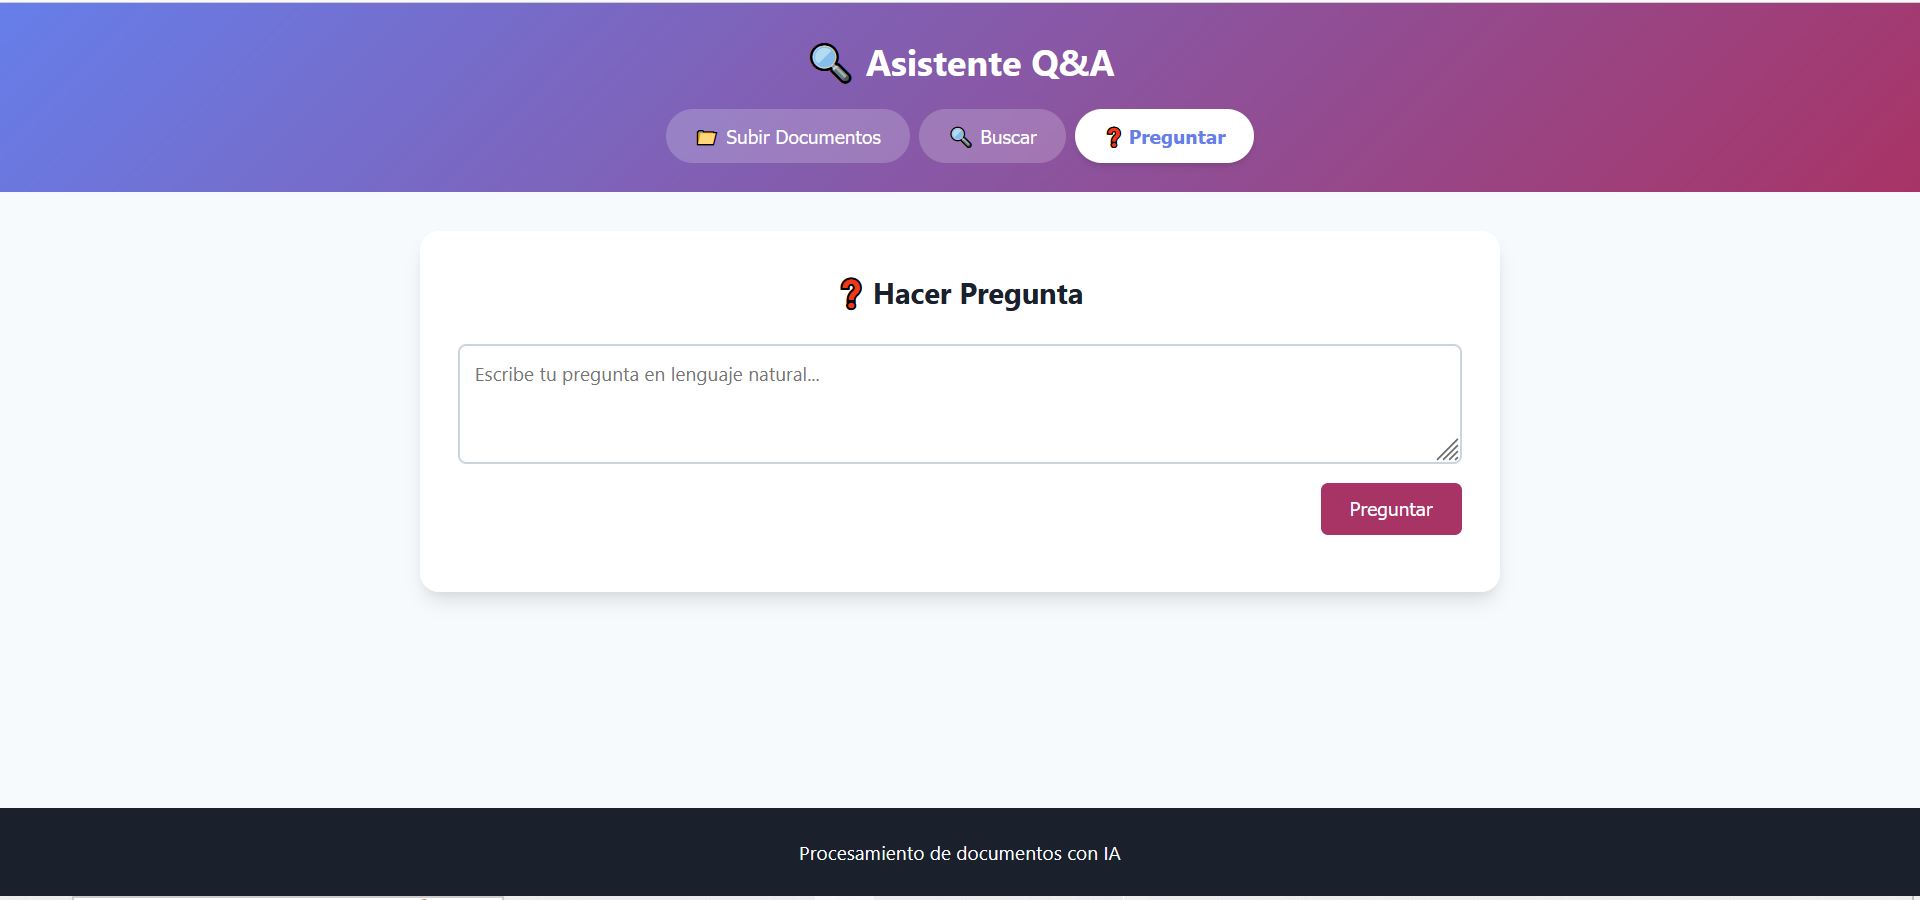 Asistente Q&A
Subir Documentos
Buscar
Preguntar
Hacer Pregunta
Escribe tu pregunta en lenguaje natural...
Preguntar
Procesamiento de documentos con IA